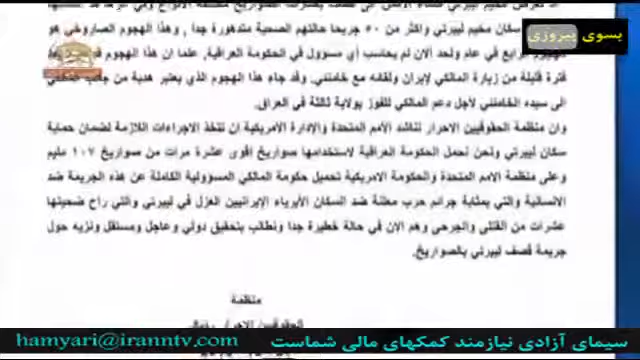 بسوی پیروزی
سكان مخيم ليبرتي واكثر من ٥٠ جريحا حالتهم الصحية متدهورة جدا , وهذا الهجوم الصاروخي هو
الرابع في عام واحد الان لم يحاسب أي مسؤول في الحكومة العراقية, علما ان هذا الهجوم
فترة قليلة من زيارة المالكي لإيران ولقائه مع خامنئي, وقد جاء هذا الهجوم الذي يعتبر هدية من جانب المالكي
الى سيده الخامنئي لأجل دعم المالكي للفوز بولاية ثالثة في العراق.
وان منظمة الحقوقيين الاحرار تناشد الأمم المتحدة والإدارة الأمريكية ان تتخذ الاجراءات اللازمة لضمان حماية
سكان ليبرتي ونحن نحمل الحكومة العراقية لاستخدامها صواريخ اقوى عشرة مرات من صواريخ ١٠٧ مليم
وعلى منظمة الامم المتحدة والحكومة الامريكية تحميل حكومة المالكي المسؤولية الكاملة عن هذه الجريمة ضد
الانسانية والتي بمثابة جرائم حرب معلنة ضد السكان الأبرياء الإيرانيين العزل في ليبرتي والتي راح ضحيتها
عشرات من القتلى والجرحى وهم الان في حالة خطيرة جدا ونطالب بتحقيق دولي وعاجل ومستقل ونزيه حول
جريمة قصف ليبرتي بالصواريخ.
منظمة
الحقوقيين الاحرار
سیمای آزادی نیازمند کمکهای مالی شماست hamyari@iranntv.com